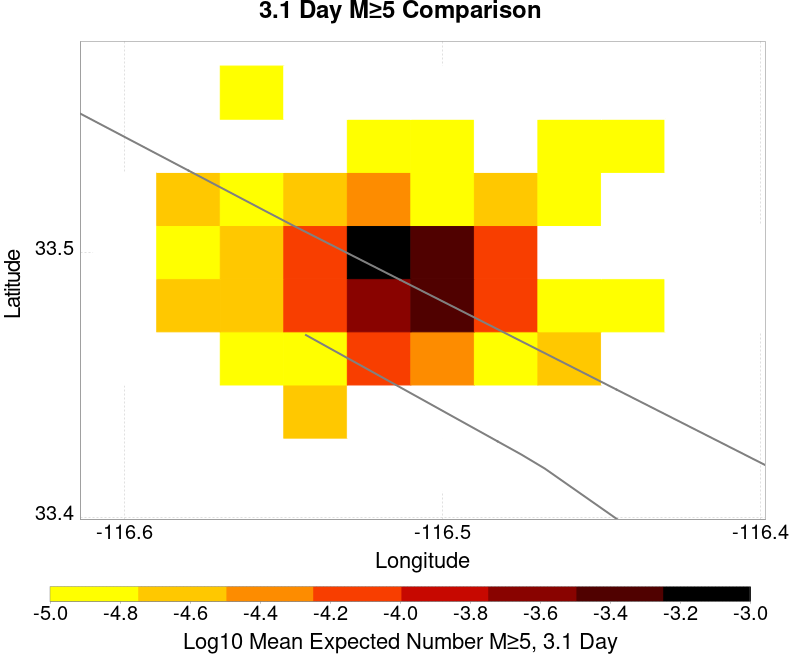 3.1 Day M≥5 Comparison
Latitude
33.5
33.4
-116.6 -116.5 -116.4
Longitude
-5.0 -4.8 -4.6 -4.4 -4.2 -4.0 -3.8 -3.6 -3.4 -3.2 -3.0
Log10 Mean Expected Number M≥5, 3.1 Day